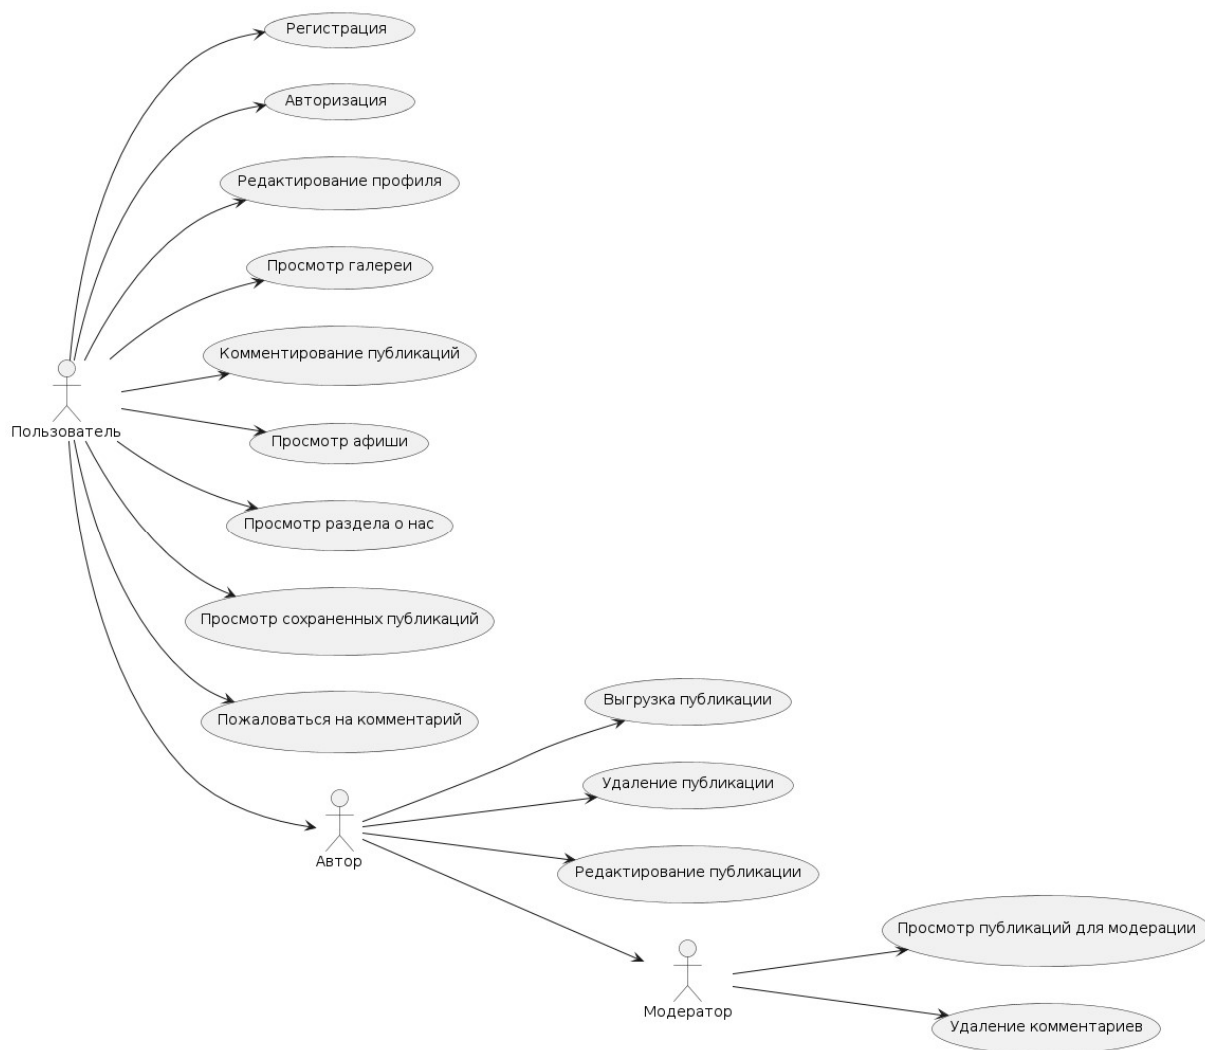 Регистрация
Авторизация
Редактирование профиля
Просмотр галереи
Комментирование публикаций
Пользователь
Просмотр афиши
Просмотр раздела о нас
Просмотр сохраненных публикаций
Выгрузка публикации
Пожаловаться на комментарий
Удаление публикации
Автор
Редактирование публикации
Просмотр публикаций для модерации
Модератор
Удаление комментариев